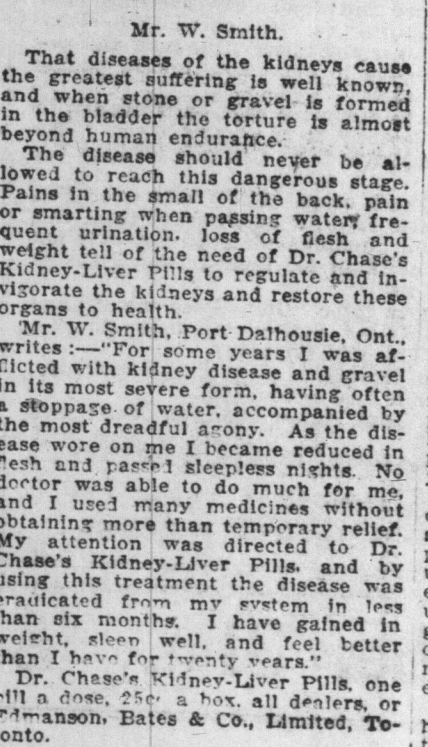 Mr. W. Smith.
That diseases of the kidneys cause
the greatest suffering is well known,
and when stone or gravel is formed
in the bladder the torture is almost
beyond human endurance.
The disease should never be al-
lowed to reach this dangerous stage.
Pains in the small of the back, pain
or smarting when passing water, fre-
quent urination, loss of flesh and
weight tell of the need of Dr. Chase's
Kidney-Liver Pills to regulate and in-
vigorate the kidneys and restore these
organs to health.
Mr. W. Smith, Port Dalhousie, Ont.,
writes:—"For some years I was af-
flicted with kidney disease and gravel
in its most severe form, having often
a stoppage of water, accompanied by
the most dreadful agony. As the dis-
ease wore on me I became reduced in
flesh and passed sleepless nights. No
doctor was able to do much for me,
and I used many medicines without
obtaining more than temporary relief.
My attention was directed to Dr.
Chase's Kidney-Liver Pills, and by
using this treatment the disease was
eradicated from my system in less
than six months. I have gained in
weight, sleep well, and feel better
than I have for twenty years."
Dr. Chase's Kidney-Liver Pills, one
pill a dose, 25c a box, all dealers, or
Edmanson, Bates & Co., Limited, To-
ronto.